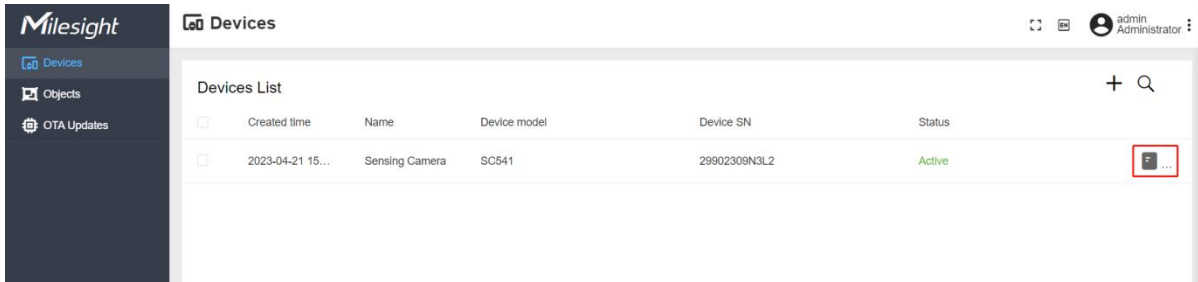 Milesight
Devices
EN
admin
Administrator
Devices
Objects
OTA Updates
Devices List
Created time Name Device model Device SN Status
2023-04-21 15... Sensing Camera SC541 29902309N3L2 Active ...